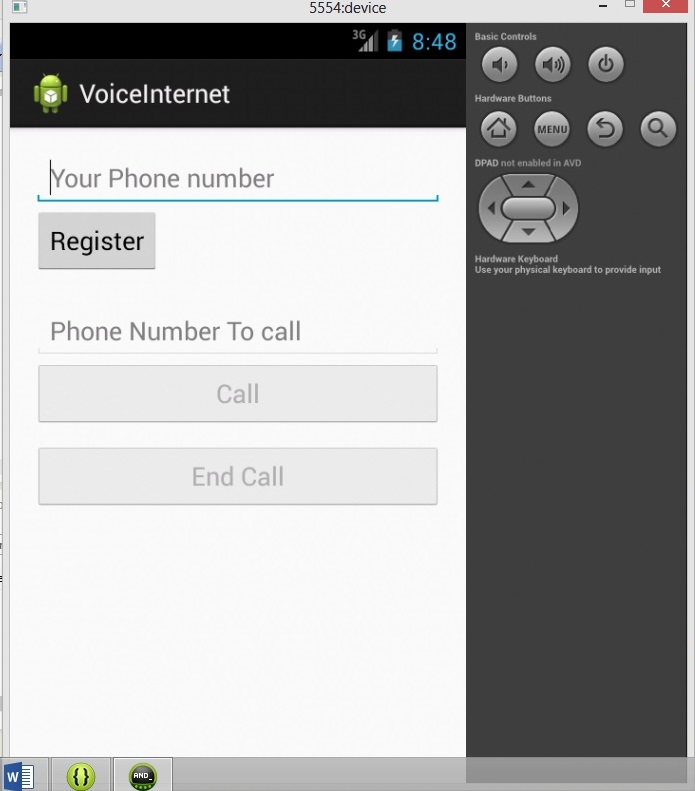 5554:device
3G 8:48
VoiceInternet
Your Phone number
Register
Phone Number To call
Call
End Call
Basic Controls
Hardware Buttons
MENU
DPAD not enabled in AVD
Hardware Keyboard
Use your physical keyboard to provide input
W {} AND_